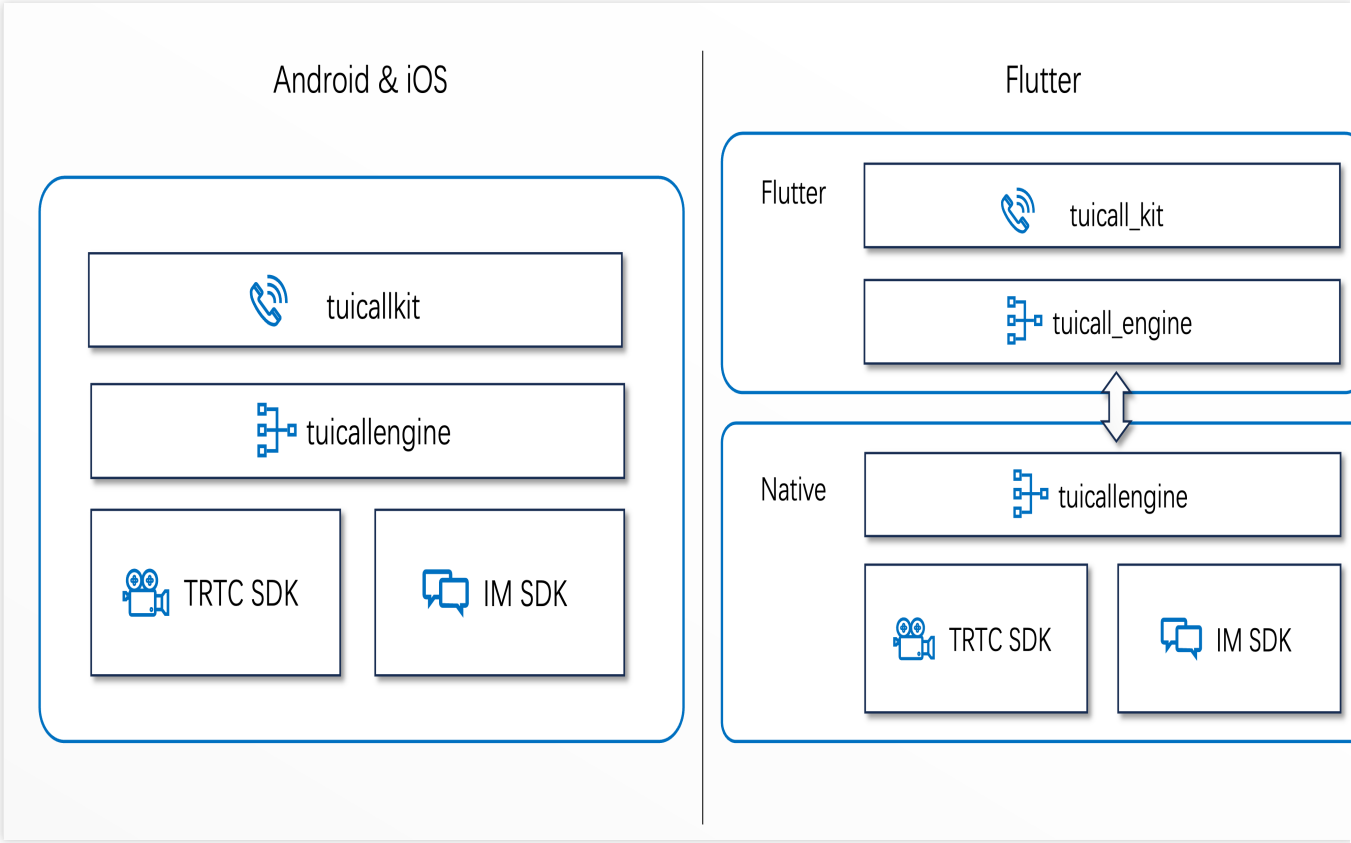 Android & iOS
tuicallkit
tuicallengine
TRTC SDK
IM SDK
Flutter
Flutter
tuicall_kit
tuicall_engine
Native
tuicallengine
TRTC SDK
IM SDK